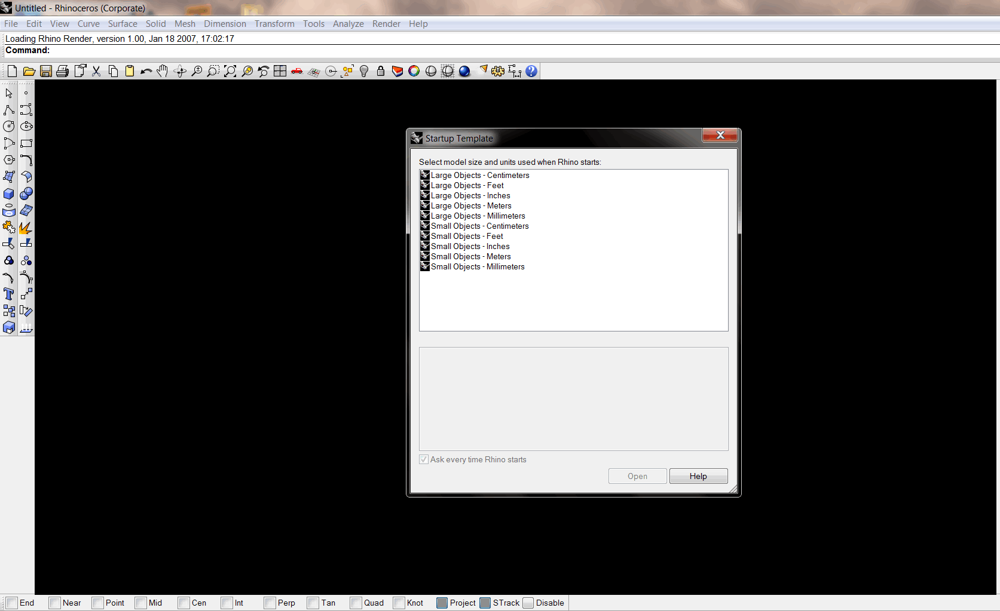 Untitled - Rhinoceros (Corporate)
File Edit View Curve Surface Solid Mesh Dimension Transform Tools Analyze Render Help
Loading Rhino Render, version 1.00, Jan 18 2007, 17:02:17
Command:
Startup Template
Select model size and units used when Rhino starts:
Large Objects - Centimeters
Large Objects - Feet
Large Objects - Inches
Large Objects - Meters
Large Objects - Millimeters
Small Objects - Centimeters
Small Objects - Feet
Small Objects - Inches
Small Objects - Meters
Small Objects - Millimeters
Ask every time Rhino starts
Open Help
End Near Point Mid Cen Int Perp Tan Quad Knot Project STrack Disable